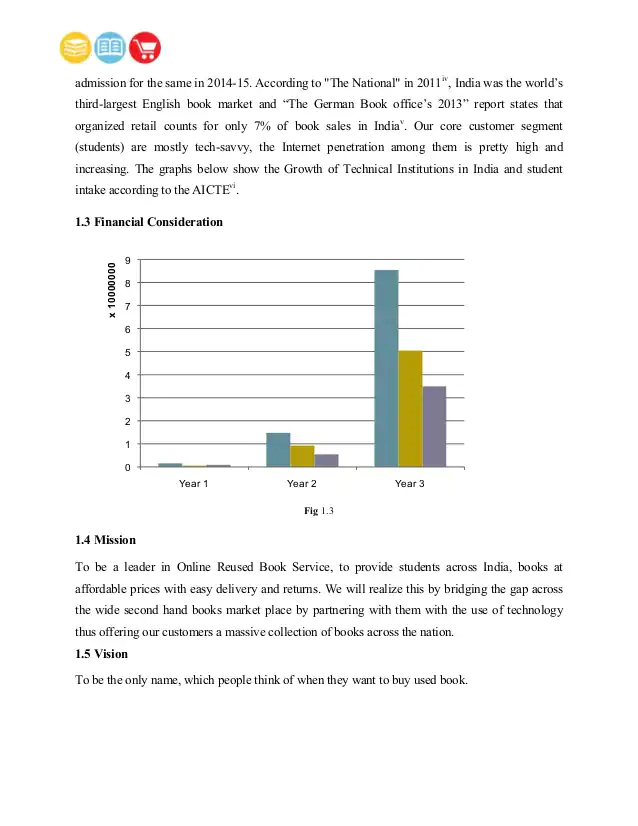 admission for the same in 2014-15. According to "The National" in 2011iv, India was the world’s
third-largest English book market and “The German Book office’s 2013” report states that
organized retail counts for only 7% of book sales in Indiav. Our core customer segment
(students) are mostly tech-savvy, the Internet penetration among them is pretty high and
increasing. The graphs below show the Growth of Technical Institutions in India and student
intake according to the AICTEvi.
1.3 Financial Consideration
x 10000000
9
8
7
6
5
4
3
2
1
0
Year 1 Year 2 Year 3
Fig 1.3
1.4 Mission
To be a leader in Online Reused Book Service, to provide students across India, books at
affordable prices with easy delivery and returns. We will realize this by bridging the gap across
the wide second hand books market place by partnering with them with the use of technology
thus offering our customers a massive collection of books across the nation.
1.5 Vision
To be the only name, which people think of when they want to buy used book.